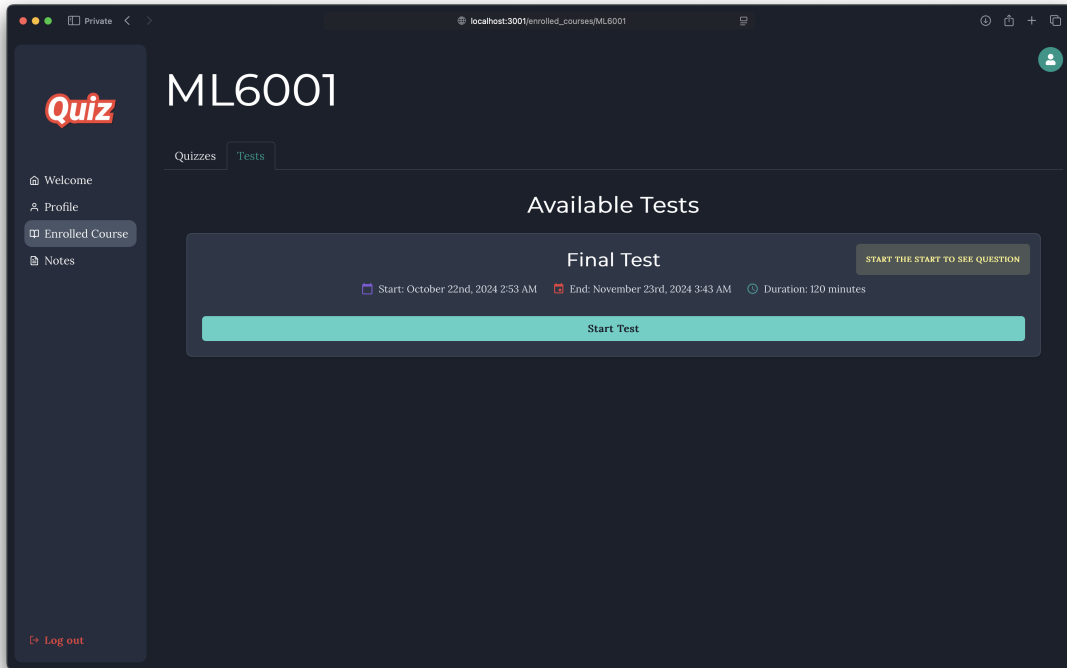 Private
localhost:3001/enrolled_courses/ML6001
Quiz
Welcome
Profile
Enrolled Course
Notes
Log out
ML6001
Quizzes
Tests
Available Tests
Final Test
START THE START TO SEE QUESTION
Start: October 22nd, 2024 2:53 AM
End: November 23rd, 2024 3:43 AM
Duration: 120 minutes
Start Test